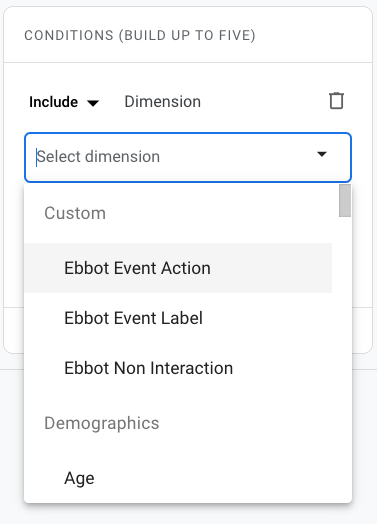 CONDITIONS (BUILD UP TO FIVE)
Include Dimension
Select dimension
Custom
Ebbot Event Action
Ebbot Event Label
Ebbot Non Interaction
Demographics
Age